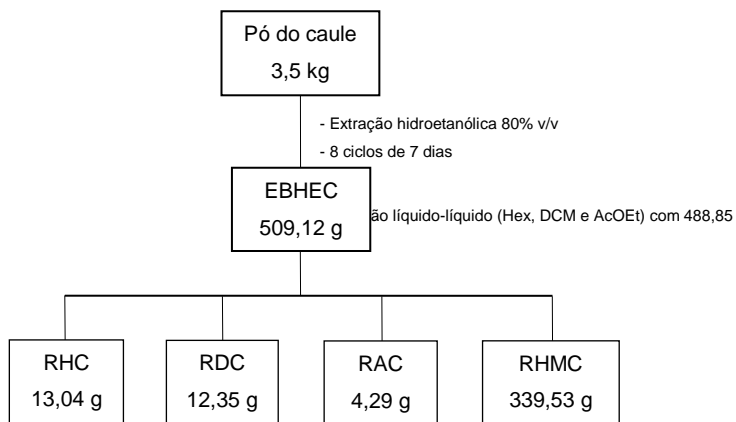 Pó do caule
3,5 kg
- Extração hidroetanólica 80% v/v
- 8 ciclos de 7 dias
EBHEC
509,12 g
ão líquido-líquido (Hex, DCM e AcOEt) com 488,85
RHC
13,04 g
RDC
12,35 g
RAC
4,29 g
RHMC
339,53 g